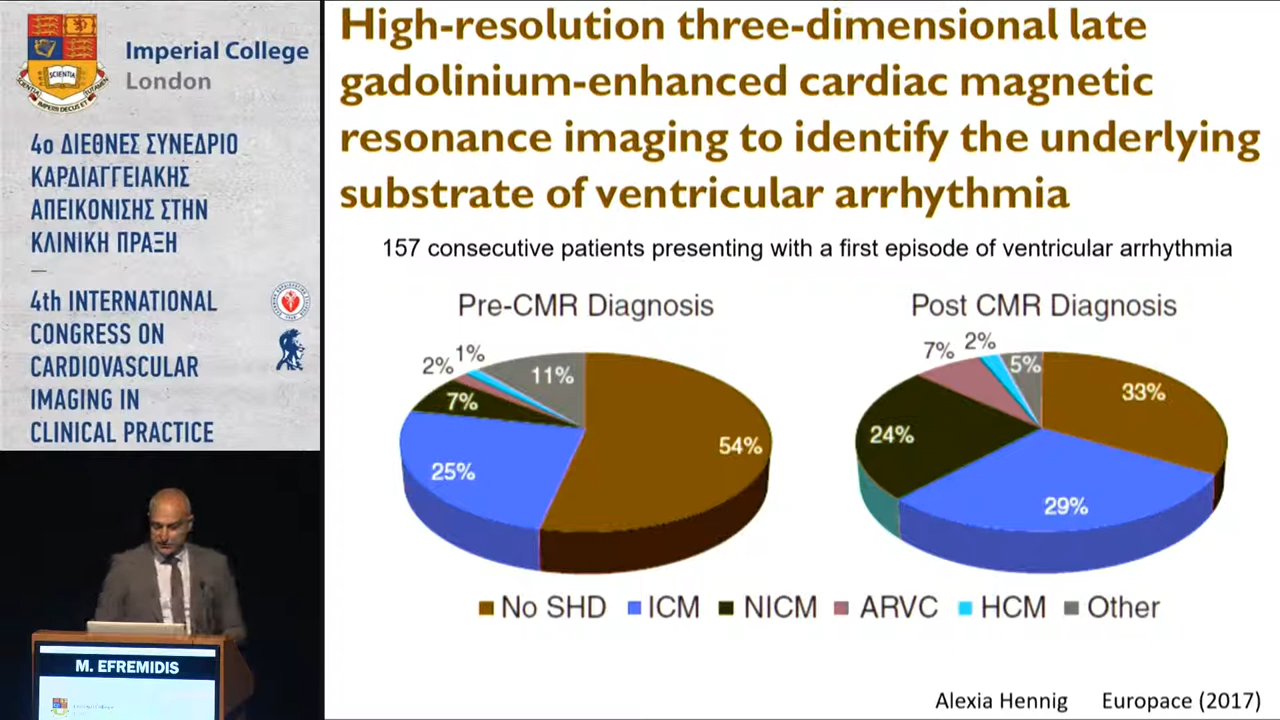 Imperial College
London
SCIENTIA
4ο ΔΙΕΘΝΕΣ ΣΥΝΕΔΡΙΟ
ΚΑΡΔΙΑΓΓΕΙΑΚΗΣ
ΑΠΕΙΚΟΝΙΣΗΣ ΣΤΗΝ
ΚΛΙΝΙΚΗ ΠΡΑΞΗ
4th INTERNATIONAL
CONGRESS ON
CARDIOVASCULAR
IMAGING IN
CLINICAL PRACTICE
M. EFREMIDIS
High-resolution three-dimensional late
gadolinium-enhanced cardiac magnetic
resonance imaging to identify the underlying
substrate of ventricular arrhythmia
157 consecutive patients presenting with a first episode of ventricular arrhythmia
Pre-CMR Diagnosis
2%
1%
11%
7%
54%
25%
Post CMR Diagnosis
7%
2%
5%
33%
24%
29%
No SHD ICM NICM ARVC HCM Other
Alexia Hennig Europace (2017)